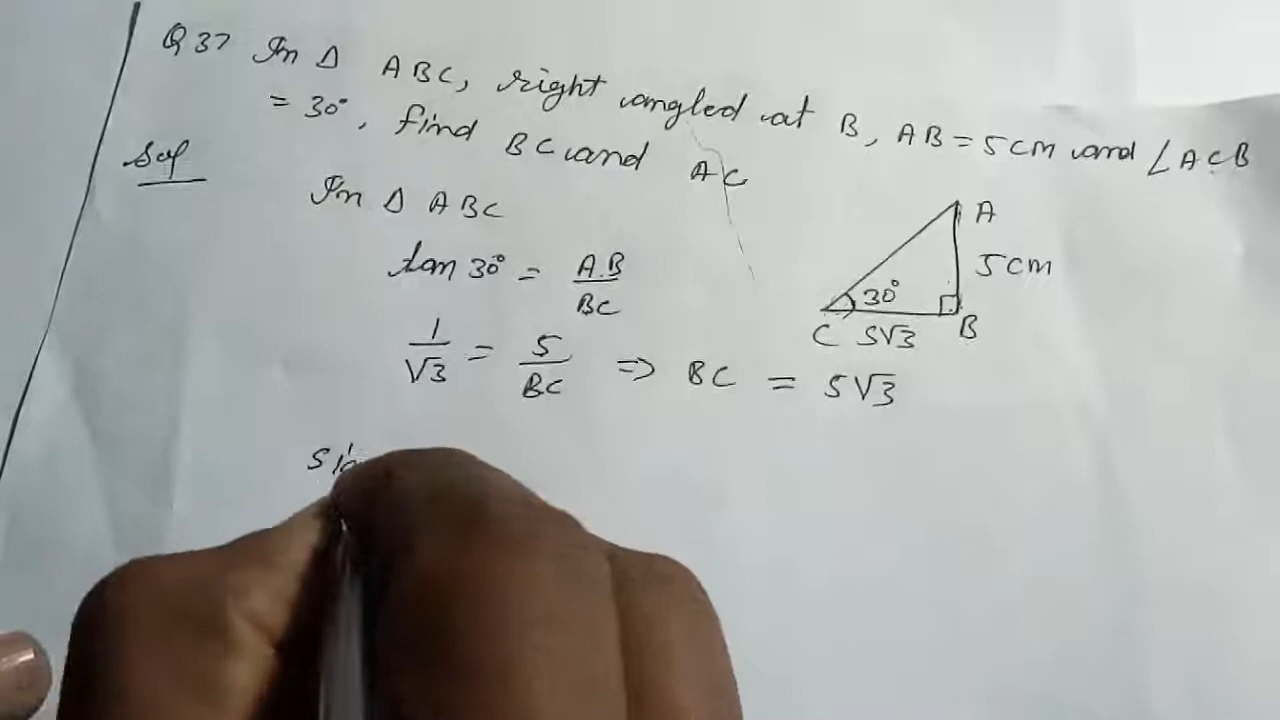 Q 37 In Δ ABC, right angled at B, AB = 5cm and ∠ACB
= 30°, find BC and AC
Sol
In Δ ABC
tan 30° = AB/BC
1/√3 = 5/BC ⇒ BC = 5√3
A
5cm
30°
C 5√3 B